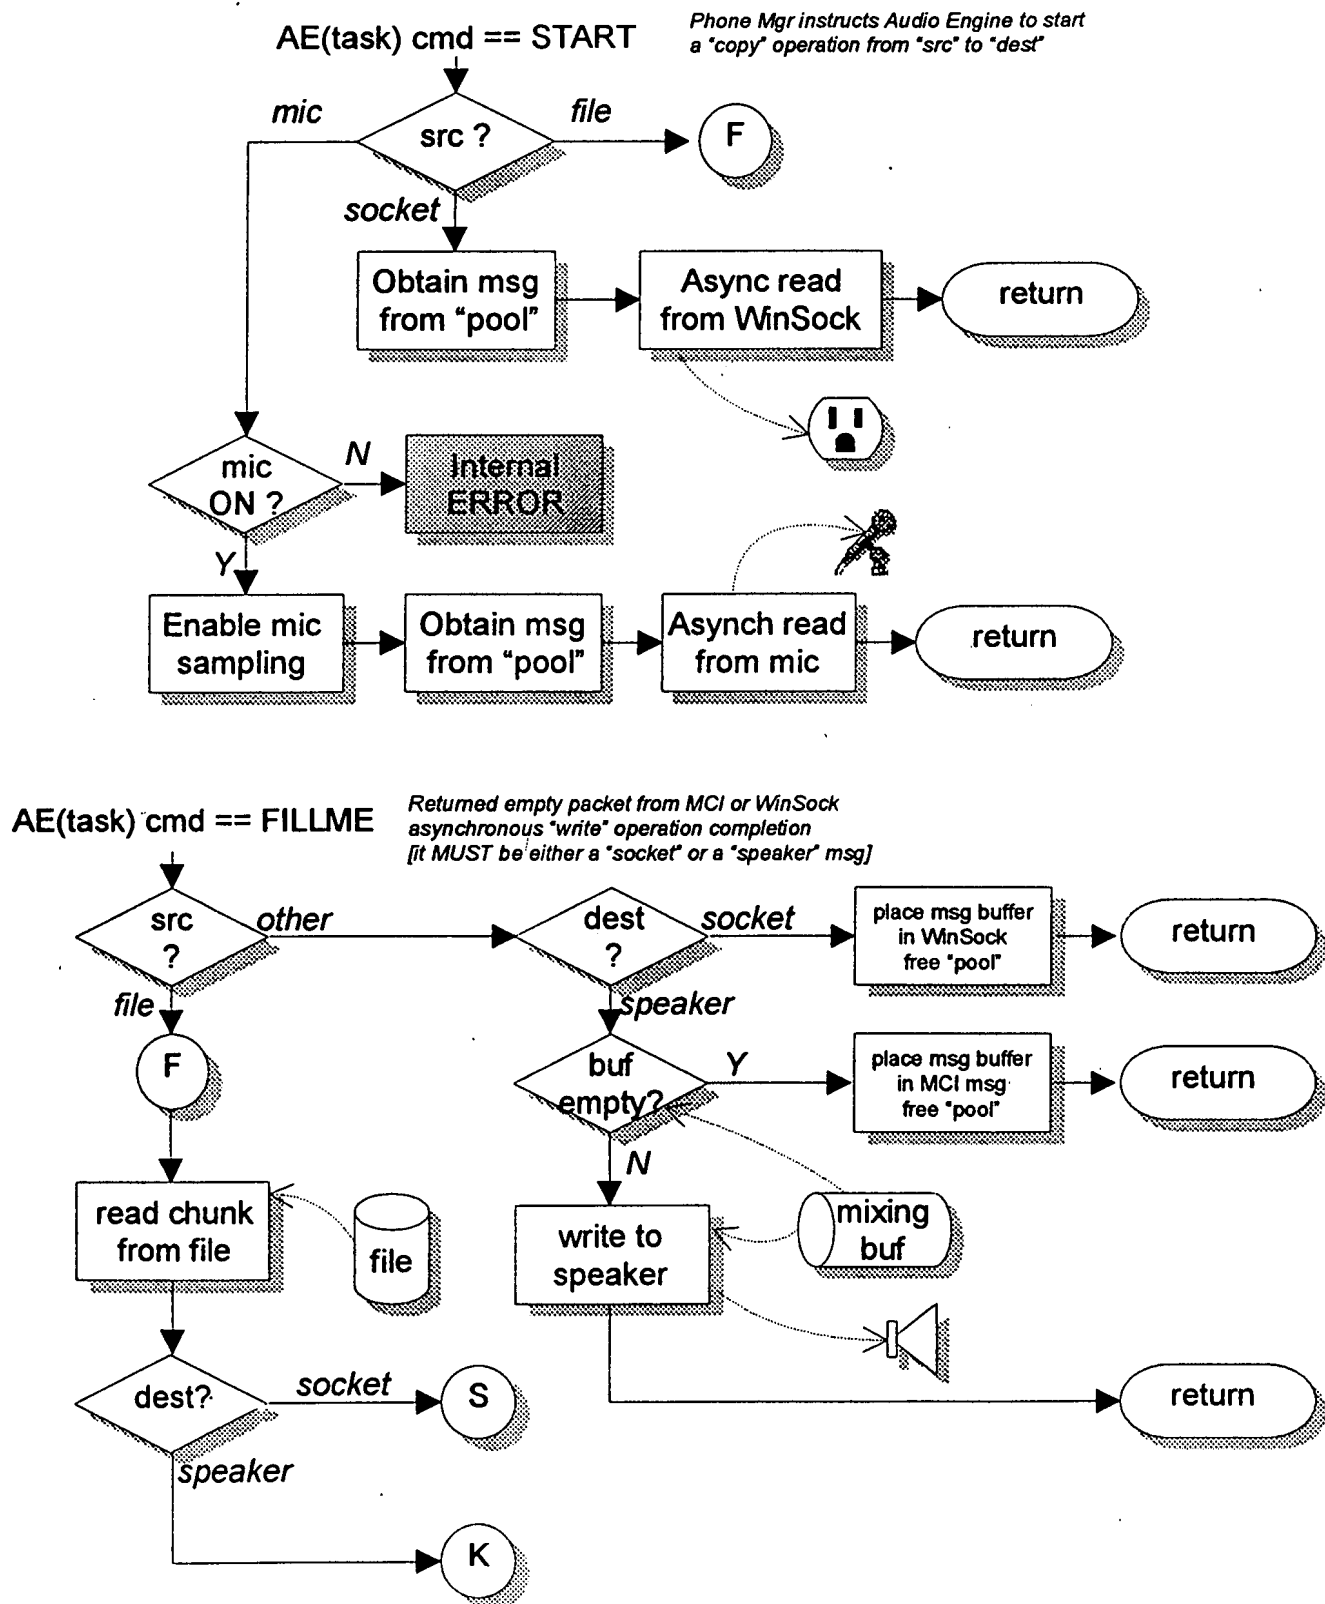 AE(task) cmd == START
Phone Mgr instructs Audio Engine to start
a "copy" operation from "src" to "dest"
mic
src ?
file
F
socket
Obtain msg
from "pool"
Async read
from WinSock
return
mic
ON ?
N
Internal
ERROR
Y
Enable mic
sampling
Obtain msg
from "pool"
Asynch read
from mic
return
AE(task) cmd == FILLME
Returned empty packet from MCI or WinSock
asynchronous "write" operation completion
[it MUST be either a "socket" or a "speaker" msg]
src
?
other
dest
?
socket
place msg buffer
in WinSock
free "pool"
return
file
speaker
F
buf
empty?
Y
place msg buffer
in MCI msg
free "pool"
return
N
read chunk
from file
file
write to
speaker
mixing
buf
dest?
socket
S
return
speaker
K